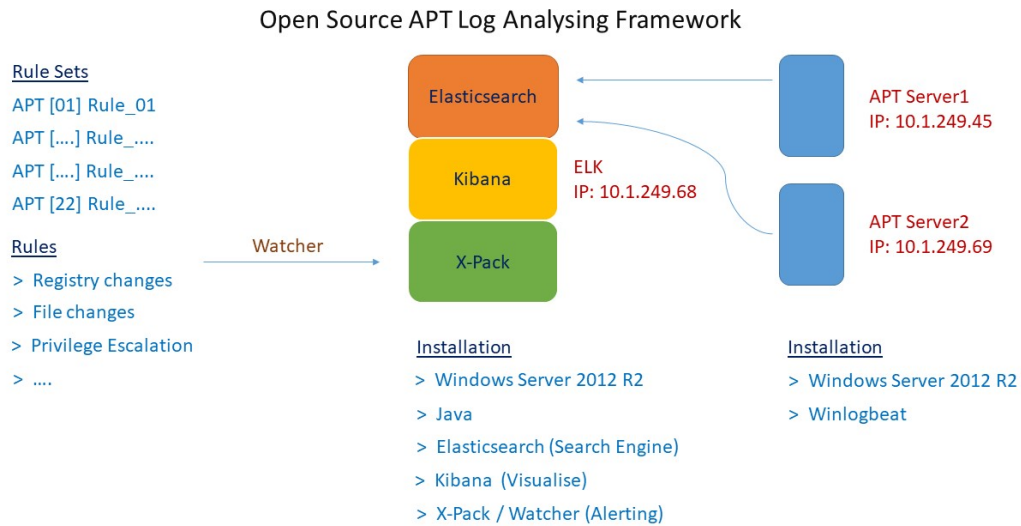 Open Source APT Log Analysing Framework
Rule Sets
APT [01] Rule_01
APT [....] Rule_....
APT [....] Rule_....
APT [22] Rule_....
Rules
> Registry changes
> File changes
> Privilege Escalation
> ....
Watcher
Elasticsearch
Kibana
X-Pack
ELK
IP: 10.1.249.68
APT Server1
IP: 10.1.249.45
APT Server2
IP: 10.1.249.69
Installation
> Windows Server 2012 R2
> Java
> Elasticsearch (Search Engine)
> Kibana (Visualise)
> X-Pack / Watcher (Alerting)
Installation
> Windows Server 2012 R2
> Winlogbeat